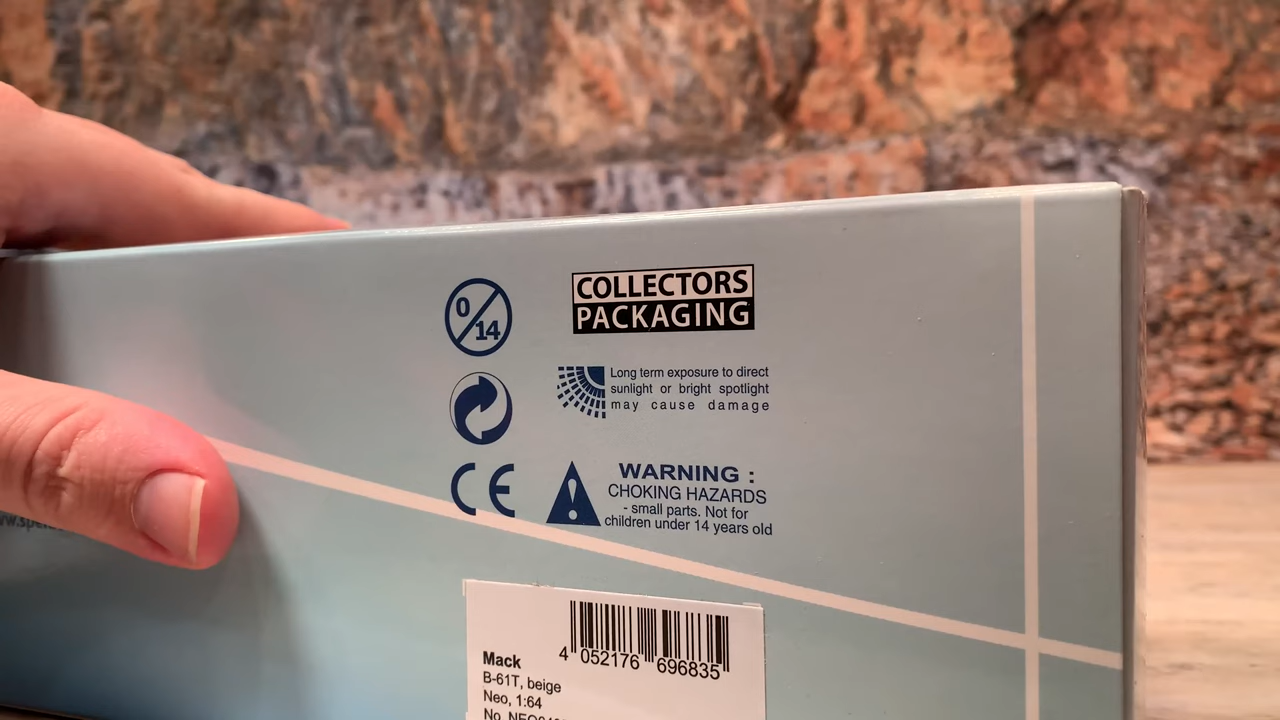 0
14
COLLECTORS
PACKAGING
Long term exposure to direct
sunlight or bright spotlight
may cause damage
CE
WARNING :
CHOKING HAZARDS
- small parts. Not for
children under 14 years old
4 052176 696835
Mack
B-61T, beige
Neo, 1:64
No.